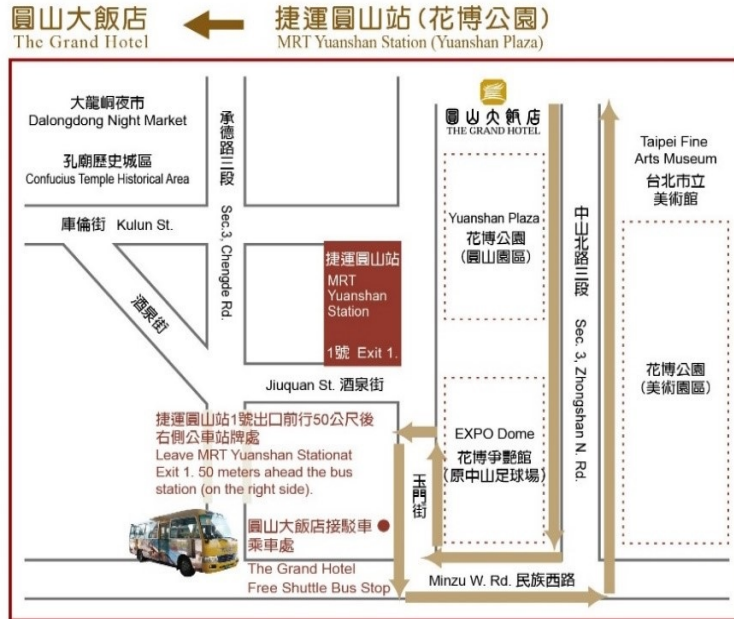 圓山大飯店
The Grand Hotel
捷運圓山站(花博公園)
MRT Yuanshan Station (Yuanshan Plaza)
大龍峒夜市
Dalongdong Night Market
孔廟歷史城區
Confucius Temple Historical Area
庫倫街 Kulun St.
酒泉街
承德路三段 Sec.3, Chengde Rd.
捷運圓山站
MRT
Yuanshan
Station
1號 Exit 1.
Jiuquan St. 酒泉街
圓山大飯店
THE GRAND HOTEL
Yuanshan Plaza
花博公園
(圓山園區)
EXPO Dome
花博爭艷館
(原中山足球場)
玉門街
中山北路三段 Sec. 3, Zhongshan N. Rd.
Taipei Fine
Arts Museum
台北市立
美術館
花博公園
(美術園區)
捷運圓山站1號出口前行50公尺後
右側公車站牌處
Leave MRT Yuanshan Stationat
Exit 1. 50 meters ahead the bus
station (on the right side).
圓山大飯店接駁車
乘車處
The Grand Hotel
Free Shuttle Bus Stop
Minzu W. Rd. 民族西路